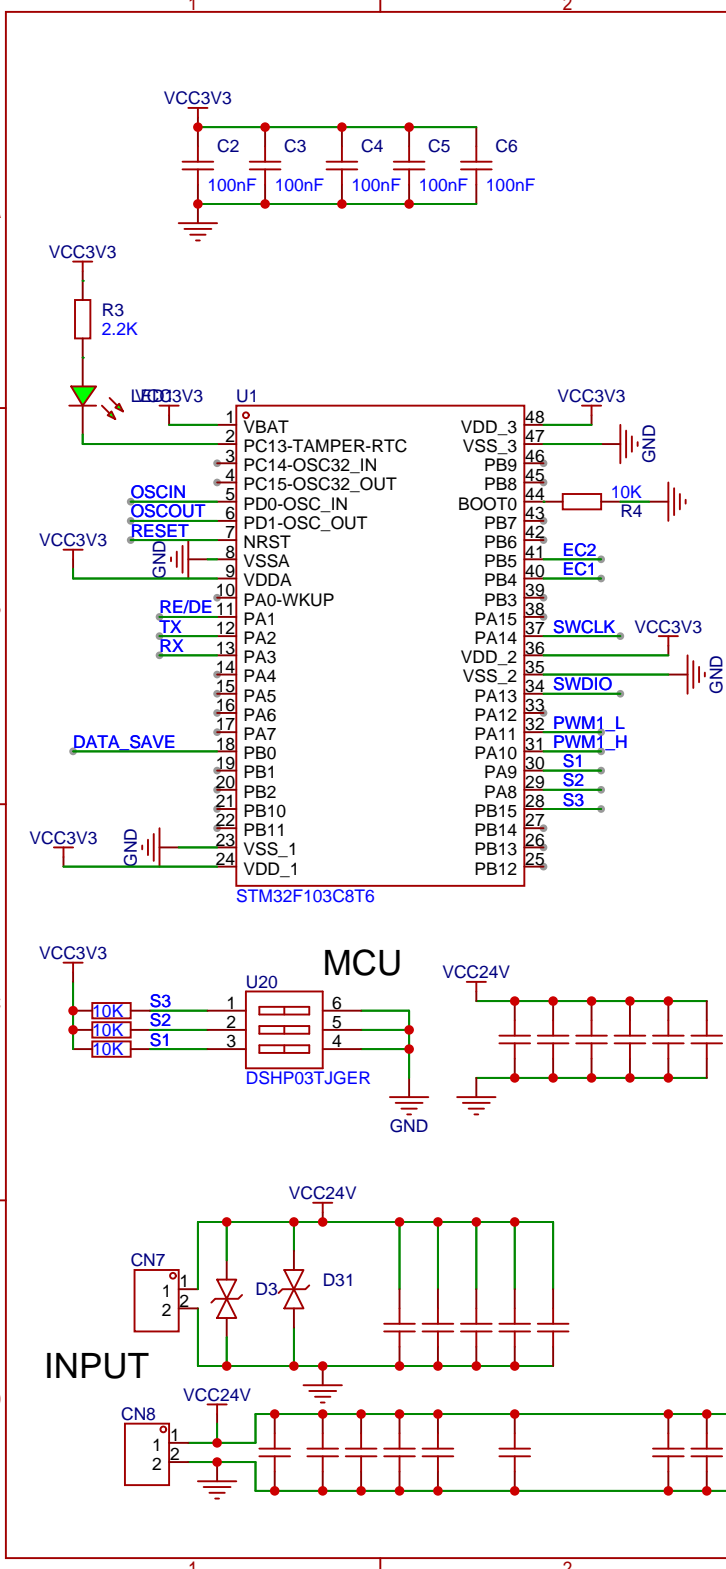 1 2
VCC3V3
C2 C3 C4 C5 C6
100nF 100nF 100nF 100nF 100nF
VCC3V3
R3
2.2K
LED1 VCC3V3 U1 VCC3V3
1 VBAT VDD_3 48
2 PC13-TAMPER-RTC VSS_3 47 GND
3 PC14-OSC32_IN PB9 46
4 PC15-OSC32_OUT PB8 45
OSCIN 5 PD0-OSC_IN BOOT0 44 10K R4
OSCOUT 6 PD1-OSC_OUT PB7 43
RESET 7 NRST PB6 42
VCC3V3 GND 8 VSSA PB5 41 EC2
9 VDDA PB4 40 EC1
10 PA0-WKUP PB3 39
RE/DE 11 PA1 PA15 38
TX 12 PA2 PA14 37 SWCLK VCC3V3
RX 13 PA3 VDD_2 36
14 PA4 VSS_2 35 GND
15 PA5 PA13 34 SWDIO
16 PA6 PA12 33
17 PA7 PA11 32 PWM1_L
DATA_SAVE 18 PB0 PA10 31 PWM1_H
19 PB1 PA9 30 S1
20 PB2 PA8 29 S2
21 PB10 PB15 28 S3
22 PB11 PB14 27
VCC3V3 GND 23 VSS_1 PB13 26
24 VDD_1 PB12 25
STM32F103C8T6
MCU
VCC3V3 U20 VCC24V
10K S3 1 6
10K S2 2 5
10K S1 3 4
DSHP03TJGER
GND
VCC24V
CN7
1 1
2 2
D3 D31
INPUT
VCC24V
CN8
1 1
2 2
1 2